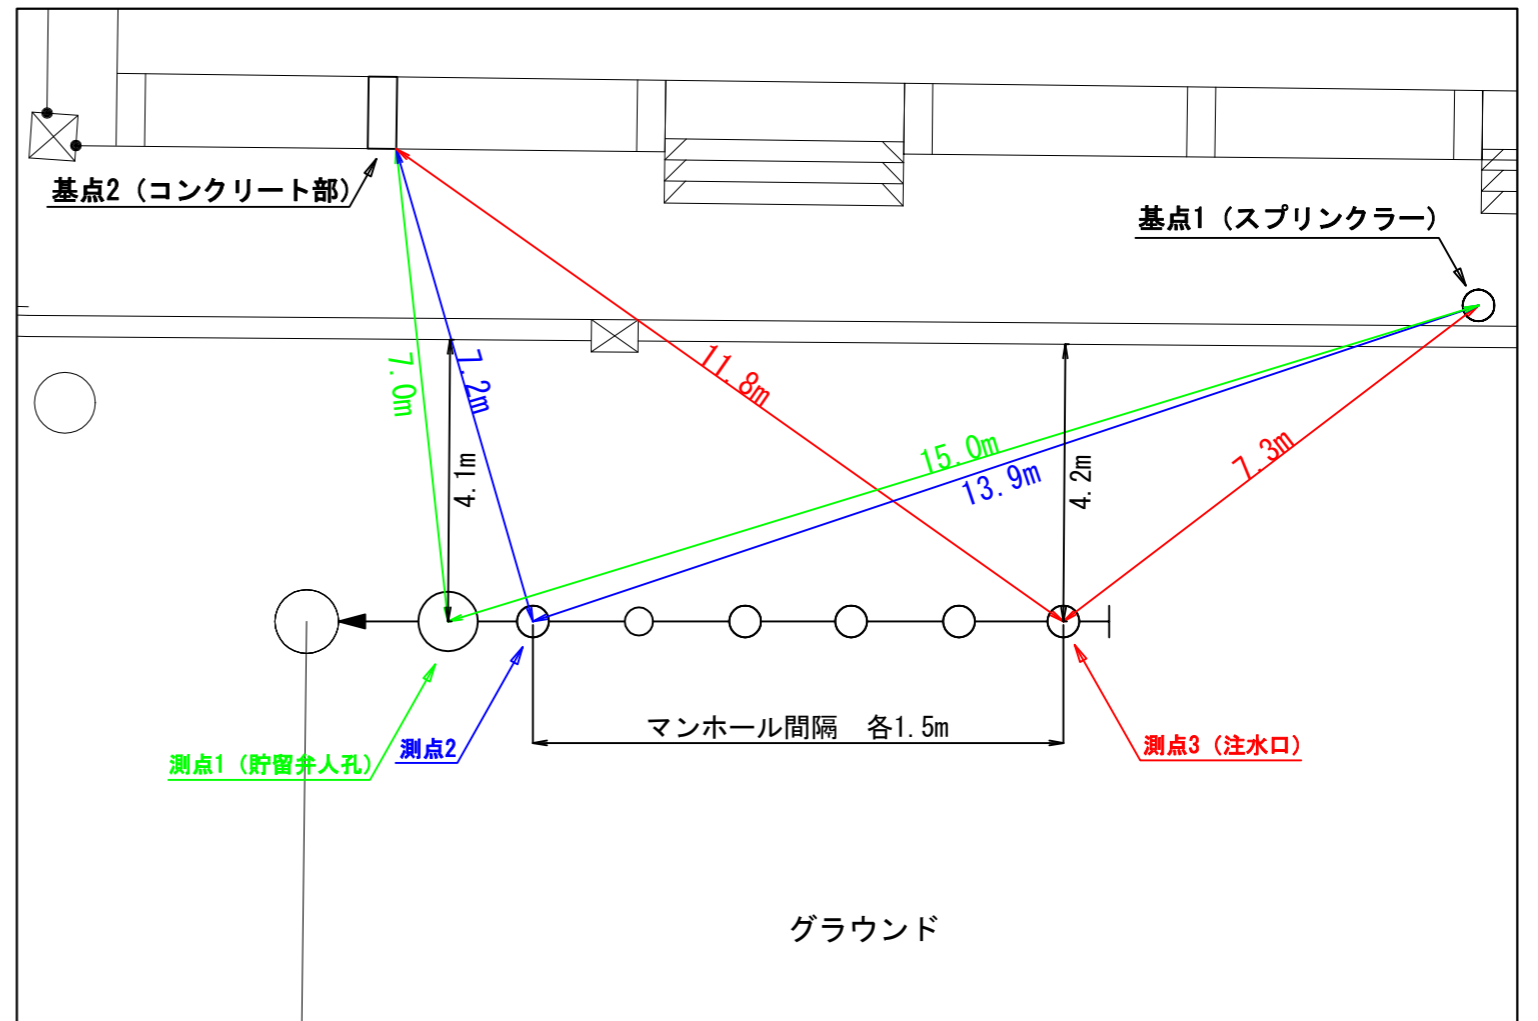 基点2（コンクリート部）
基点1（スプリンクラー）
7.0m
7.2m
11.8m
4.1m
15.0m
13.9m
4.2m
7.3m
マンホール間隔　各1.5m
測点1（貯留弁人孔）
測点2
測点3（注水口）
グラウンド